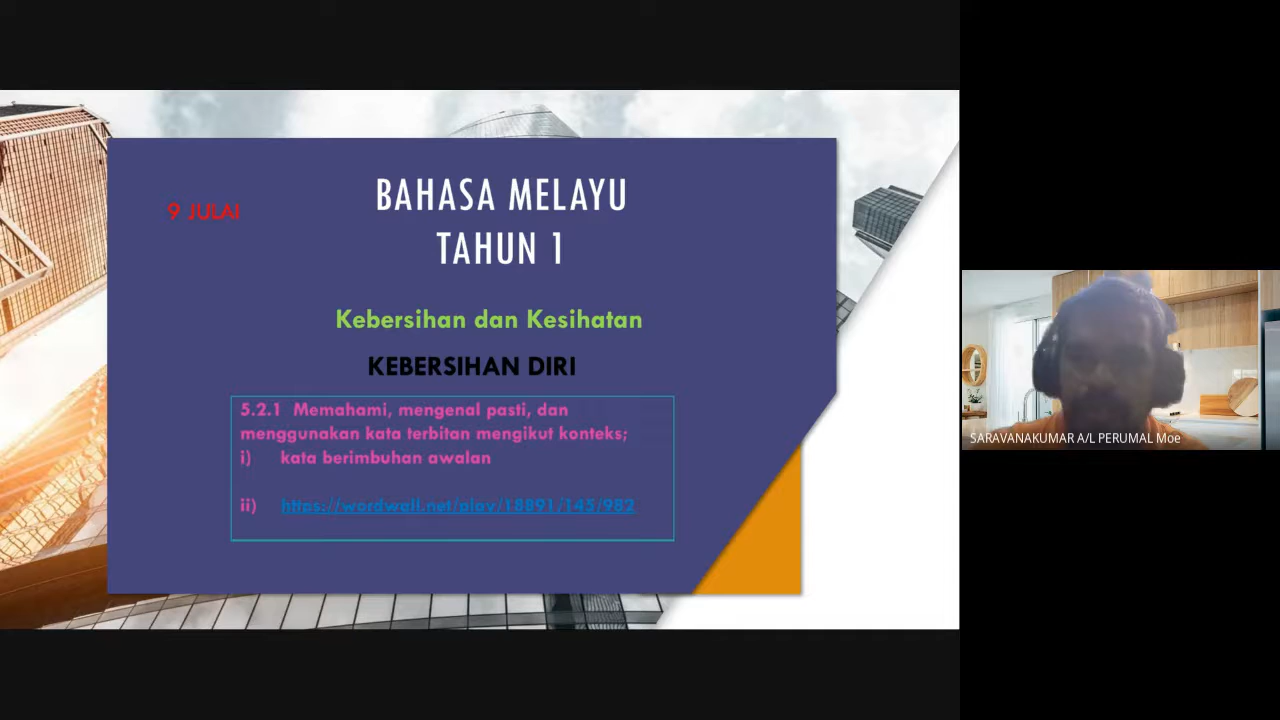 9 JULAI
BAHASA MELAYU
TAHUN 1
Kebersihan dan Kesihatan
KEBERSIHAN DIRI
5.2.1 Memahami, mengenal pasti, dan
menggunakan kata terbitan mengikut konteks;
i) kata berimbuhan awalan
ii) https://wordwall.net/play/18891/145/982
SARAVANAKUMAR A/L PERUMAL Moe